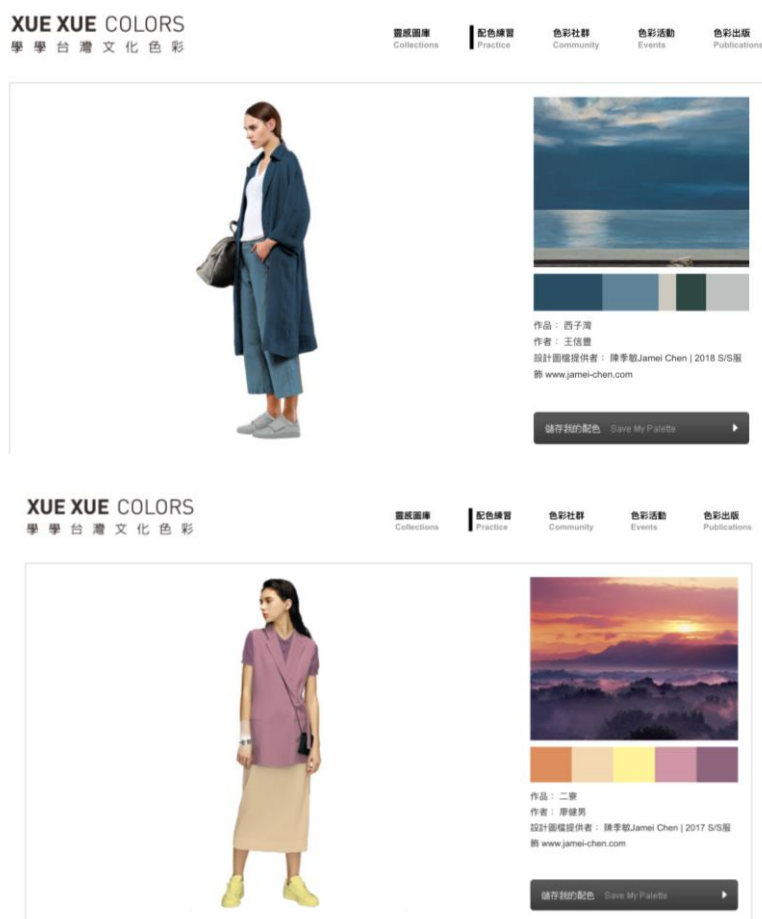 XUE XUE COLORS
學學台灣文化色彩
靈感圖庫 配色練習 色彩社群 色彩活動 色彩出版
Collections Practice Community Events Publications
作品： 西子灣
作者： 王信豐
設計圖檔提供者： 陳季敏Jamei Chen | 2018 S/S服
飾 www.jamei-chen.com
儲存我的配色 Save My Palette
XUE XUE COLORS
學學台灣文化色彩
靈感圖庫 配色練習 色彩社群 色彩活動 色彩出版
Collections Practice Community Events Publications
作品： 二寮
作者： 廖健男
設計圖檔提供者： 陳季敏Jamei Chen | 2017 S/S服
飾 www.jamei-chen.com
儲存我的配色 Save My Palette